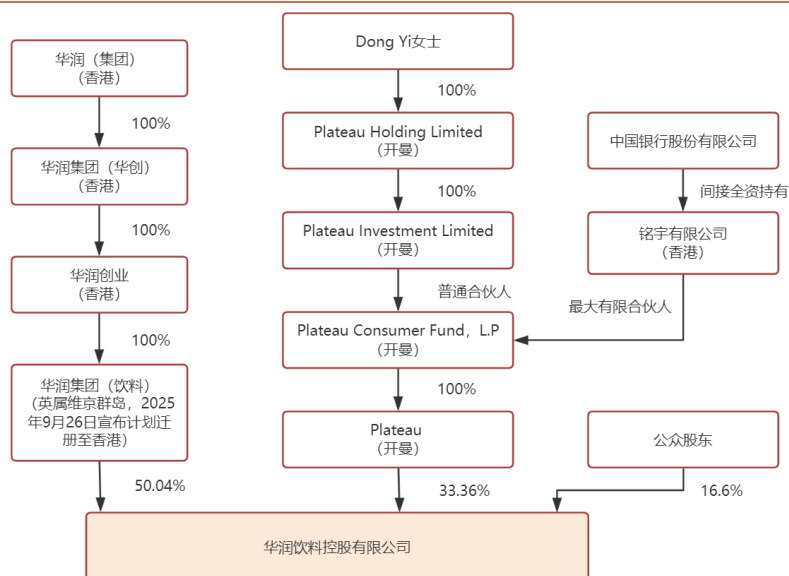 华润（集团）
（香港）
100%
华润集团（华创）
（香港）
100%
华润创业
（香港）
100%
华润集团（饮料）
（英属维京群岛，2025
年9月26日宣布计划迁
册至香港）
50.04%
Dong Yi女士
100%
Plateau Holding Limited
（开曼）
100%
Plateau Investment Limited
（开曼）
普通合伙人
Plateau Consumer Fund，L.P
（开曼）
100%
Plateau
（开曼）
33.36%
中国银行股份有限公司
间接全资持有
铭宇有限公司
（香港）
最大有限合伙人
公众股东
16.6%
华润饮料控股有限公司